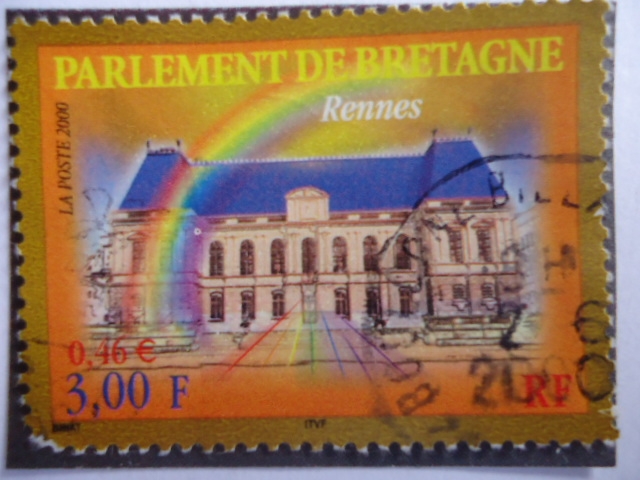 PARLEMENT DE BRETAGNE
Rennes
LA POSTE 2000
0,46 €
3,00 F
RF
ITVF